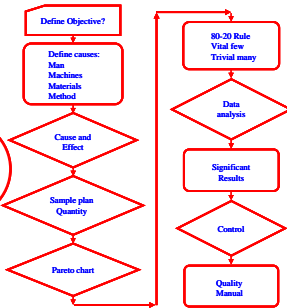 Define Objective?
Define causes:
Man
Machines
Materials
Method
Cause and
Effect
Sample plan
Quantity
Pareto chart
80-20 Rule
Vital few
Trivial many
Data
analysis
Significant
Results
Control
Quality
Manual